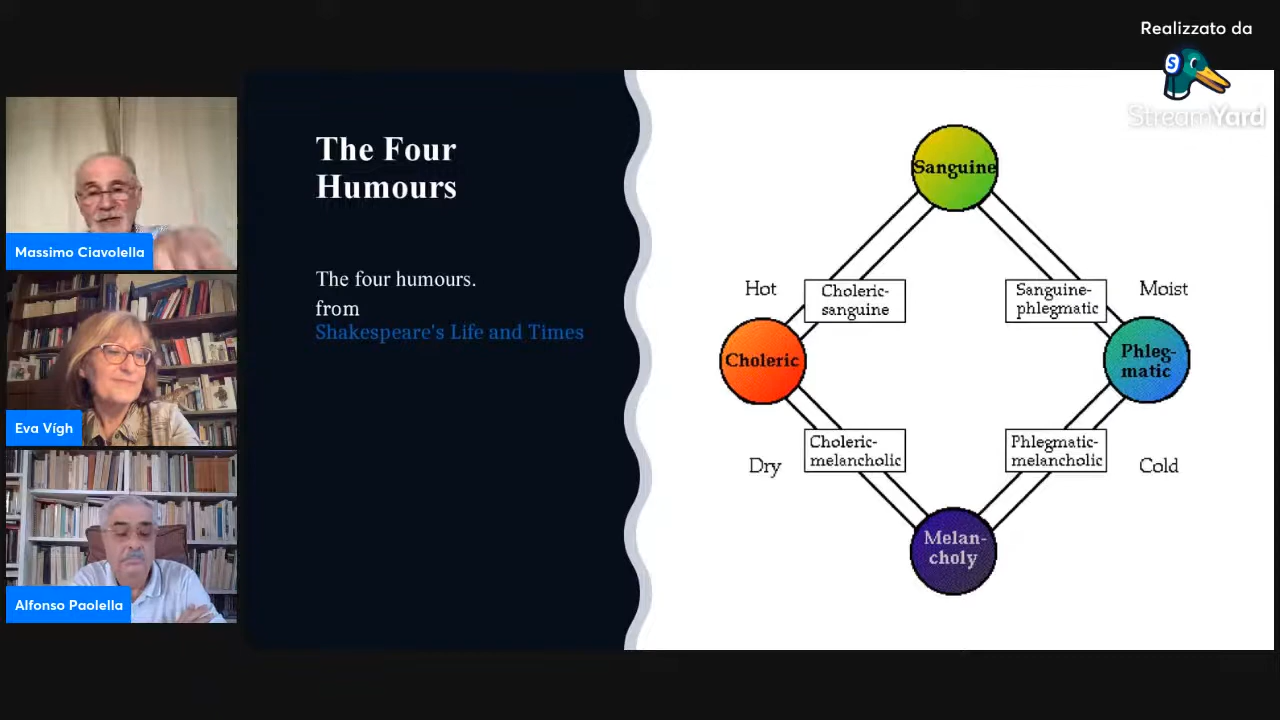 Realizzato da
S
StreamYard
Massimo Ciavolella
Eva Vígh
Alfonso Paolella
The Four
Humours
The four humours.
from
Shakespeare's Life and Times
Sanguine
Hot
Choleric-
sanguine
Sanguine-
phlegmatic
Moist
Choleric
Phleg-
matic
Dry
Choleric-
melancholic
Phlegmatic-
melancholic
Cold
Melan-
choly